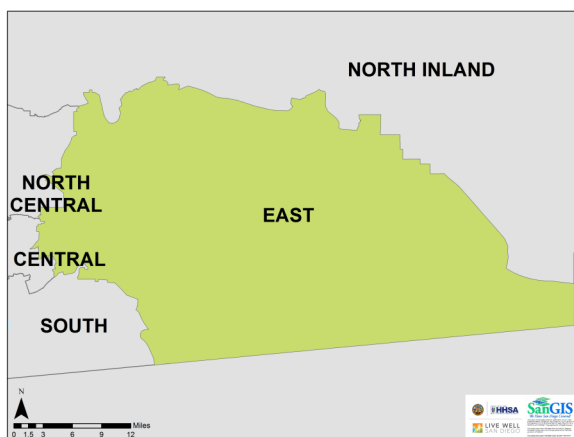 NORTH INLAND
NORTH
CENTRAL
EAST
CENTRAL
SOUTH
N
Miles
0 1.5 3 6 9 12
HHSA
SanGIS
LIVE WELL
SAN DIEGO